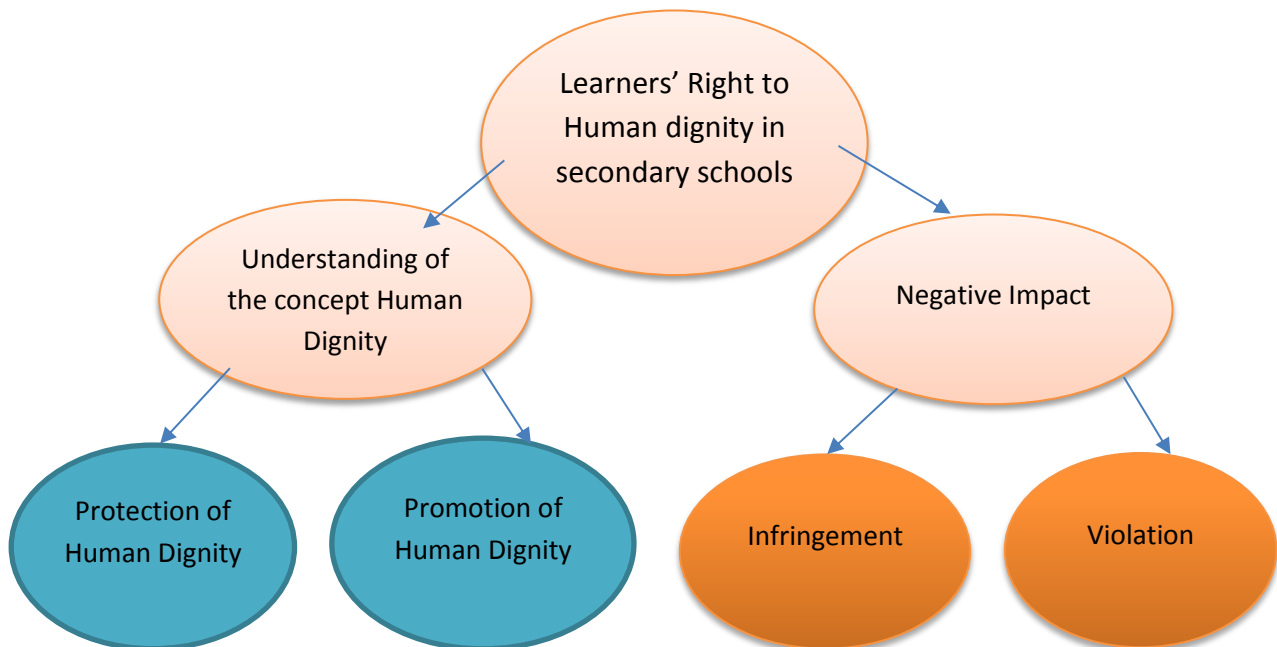 Learners’ Right to
Human dignity in
secondary schools
Understanding of
the concept Human
Dignity
Negative Impact
Protection of
Human Dignity
Promotion of
Human Dignity
Infringement
Violation